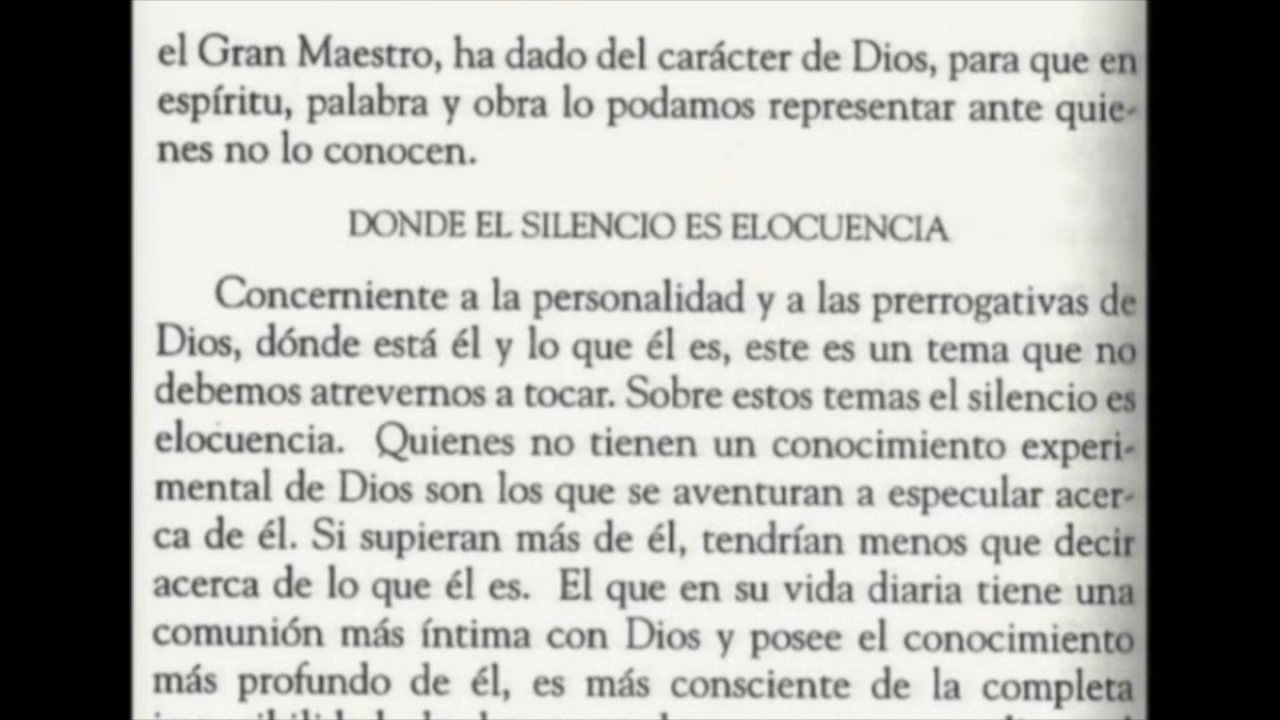 el Gran Maestro, ha dado del carácter de Dios, para que en
espíritu, palabra y obra lo podamos representar ante quie-
nes no lo conocen.
DONDE EL SILENCIO ES ELOCUENCIA
Concerniente a la personalidad y a las prerrogativas de
Dios, dónde está él y lo que él es, este es un tema que no
debemos atrevernos a tocar. Sobre estos temas el silencio es
elocuencia. Quienes no tienen un conocimiento experi-
mental de Dios son los que se aventuran a especular acer-
ca de él. Si supieran más de él, tendrían menos que decir
acerca de lo que él es. El que en su vida diaria tiene una
comunión más íntima con Dios y posee el conocimiento
más profundo de él, es más consciente de la completa